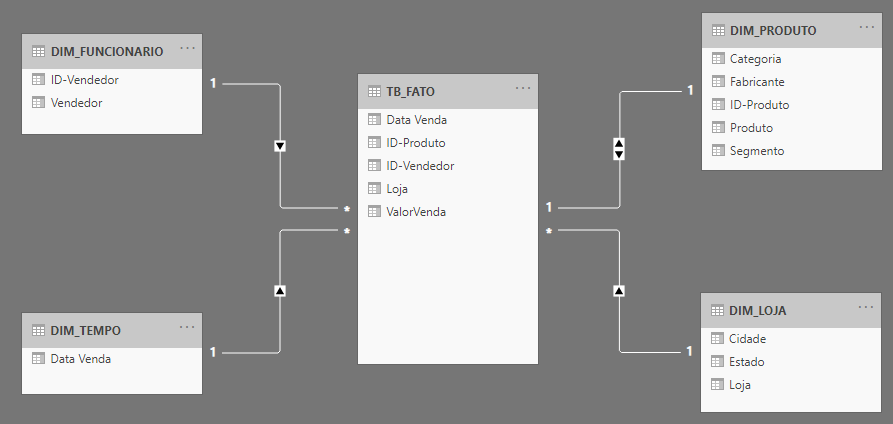 DIM_FUNCIONARIO
ID-Vendedor
Vendedor
1
*
TB_FATO
Data Venda
ID-Produto
ID-Vendedor
Loja
ValorVenda
DIM_PRODUTO
Categoria
Fabricante
ID-Produto
Produto
Segmento
1
1
DIM_TEMPO
Data Venda
1
*
DIM_LOJA
Cidade
Estado
Loja
1
*